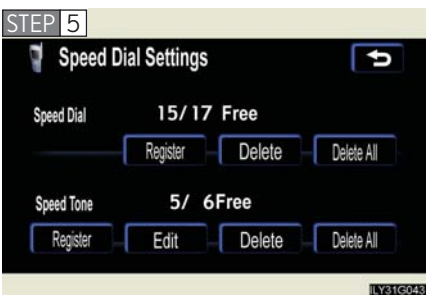 STEP 5
Speed Dial Settings
Speed Dial 15/17 Free
Register Delete Delete All
Speed Tone 5/ 6Free
Register Edit Delete Delete All
ILY31G043